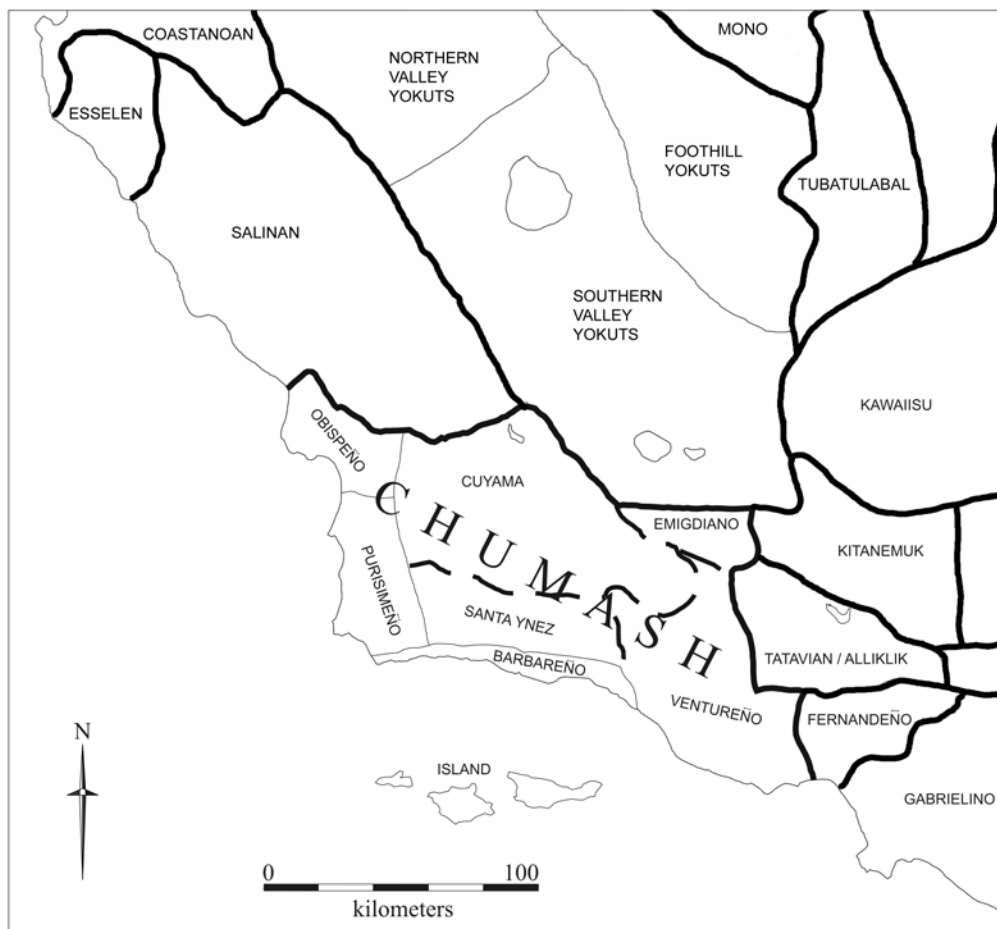 COASTANOAN
MONO
NORTHERN
VALLEY
YOKUTS
ESSELEN
FOOTHILL
YOKUTS
TUBATULABAL
SALINAN
SOUTHERN
VALLEY
YOKUTS
KAWAIISU
OBISPEÑO
CUYAMA
CHUMASH
EMIGDIANO
KITANEMUK
PURISIMEÑO
SANTA YNEZ
BARBAREÑO
TATAVIAN / ALLIKLIK
VENTUREÑO
FERNANDEÑO
N
ISLAND
GABRIELINO
0 100
kilometers